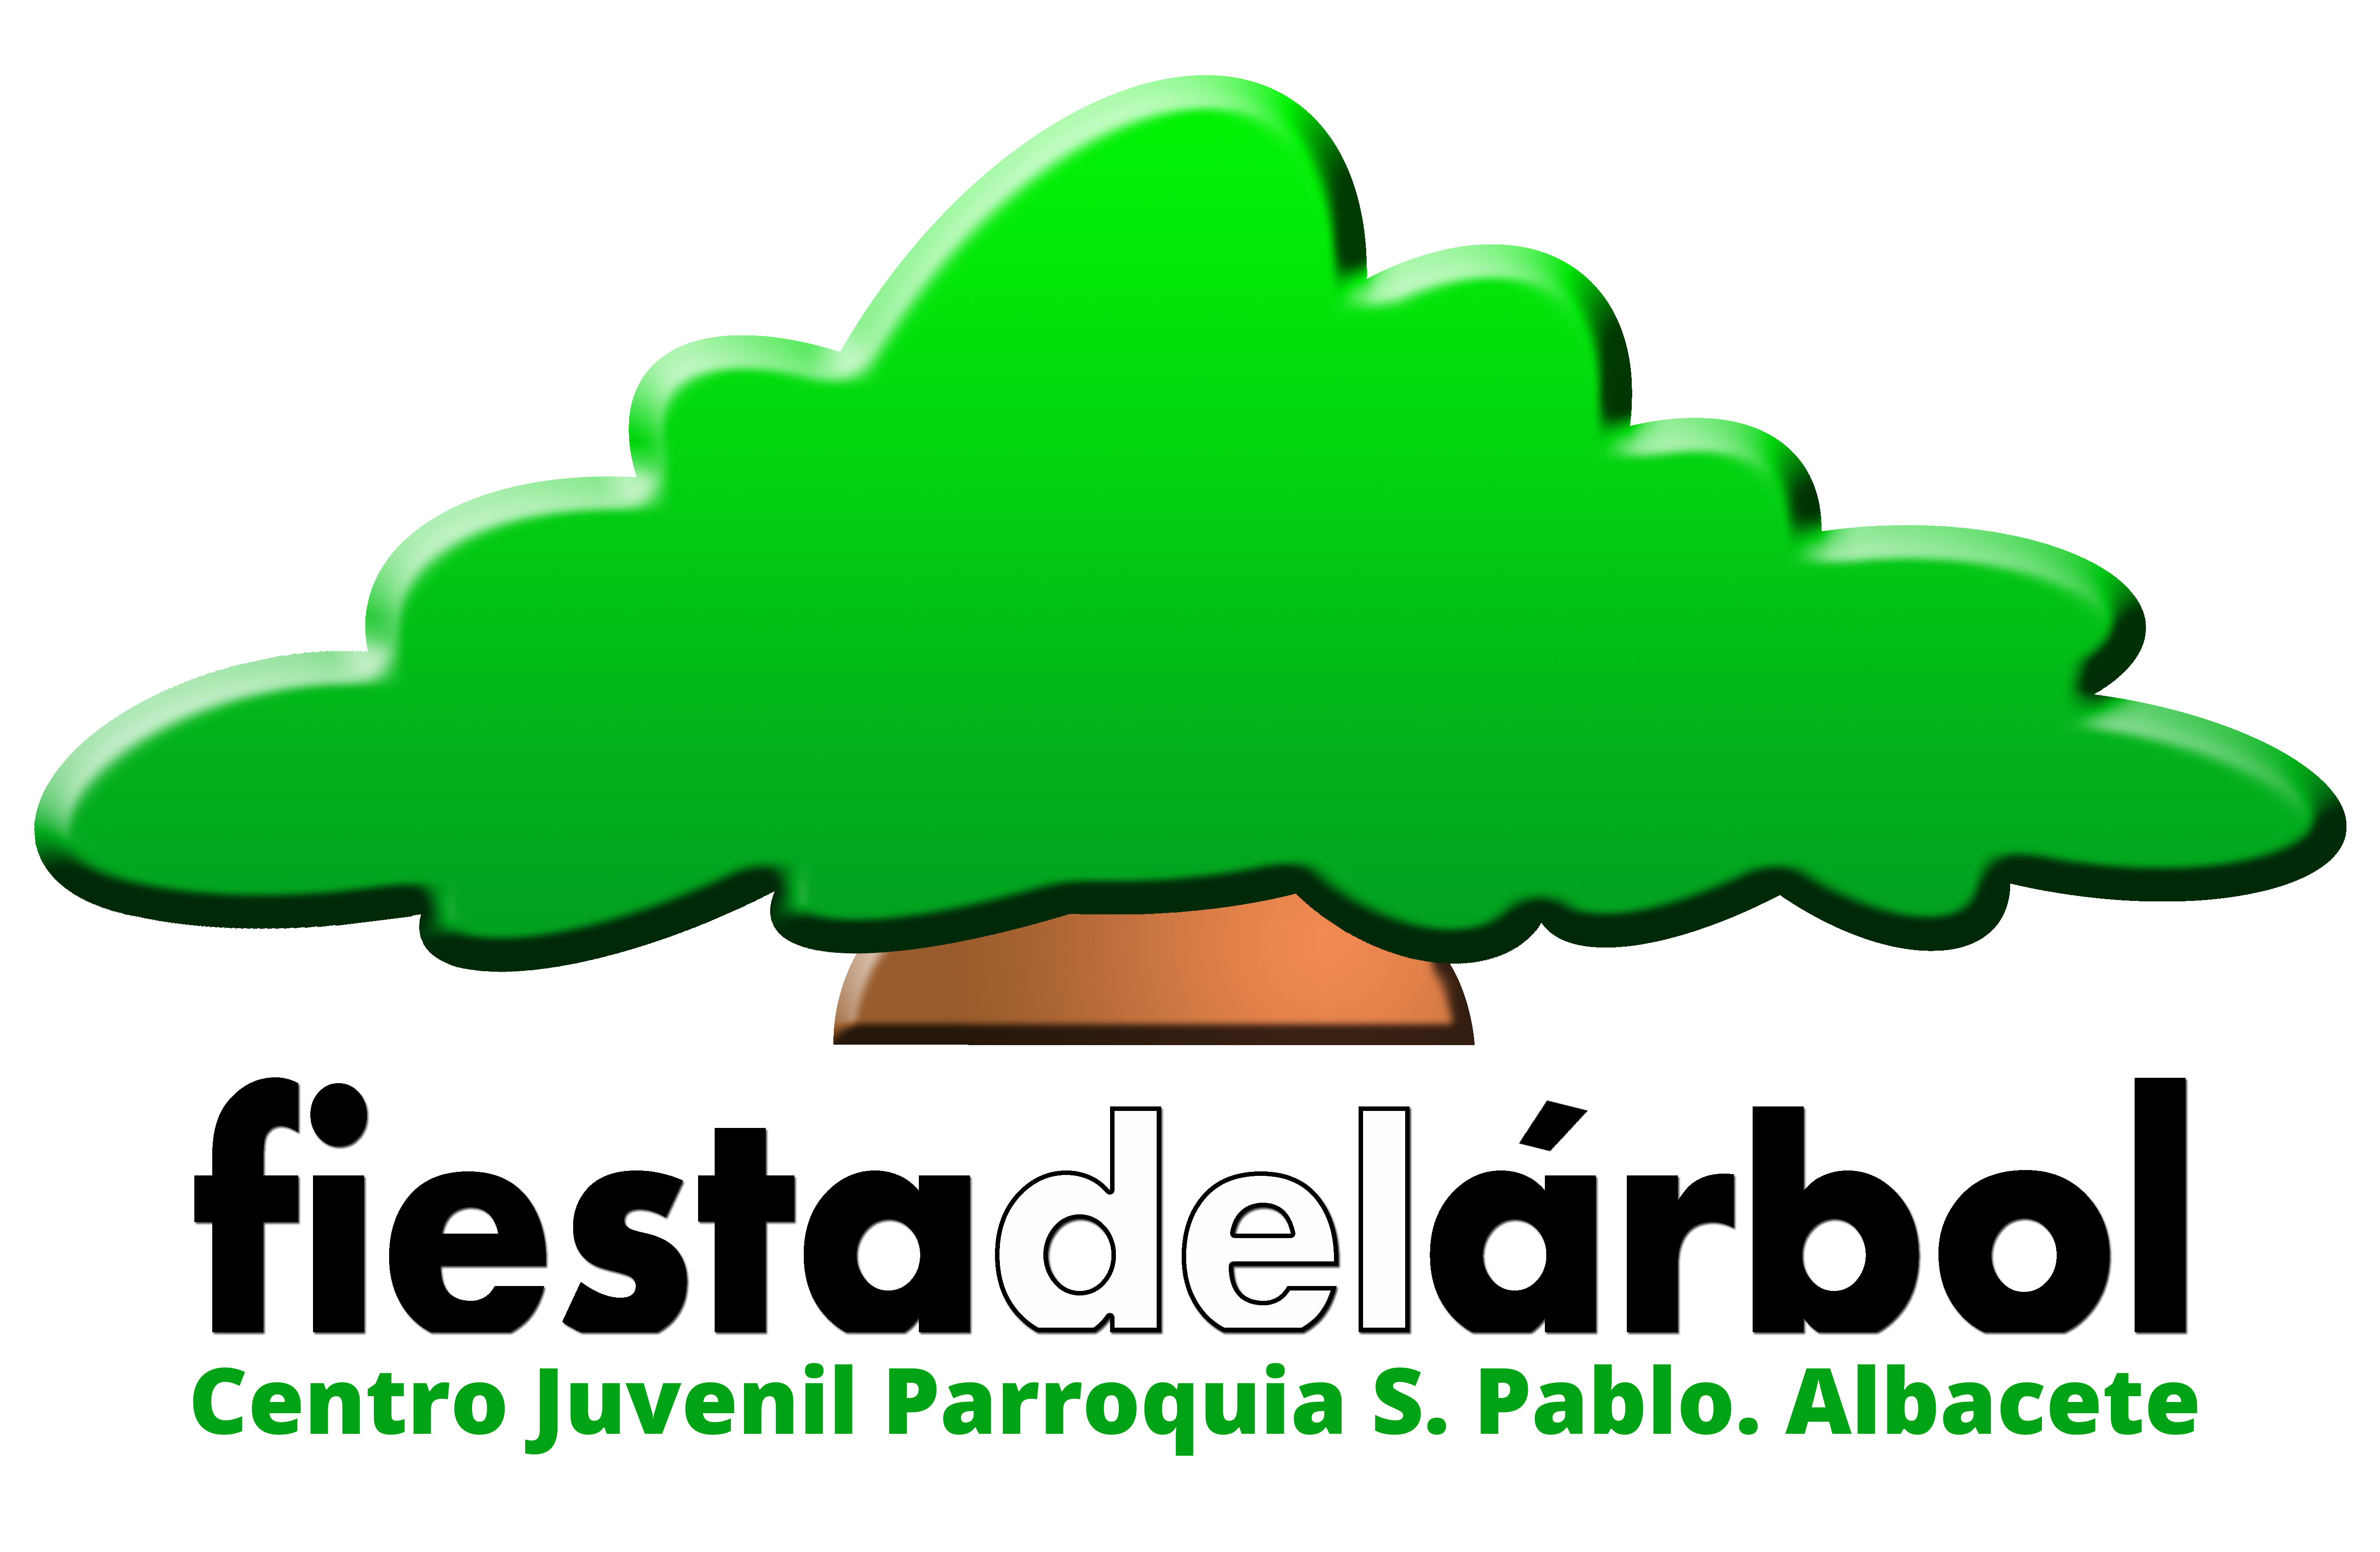 fiestadelárbol
Centro Juvenil Parroquia S. Pablo. Albacete